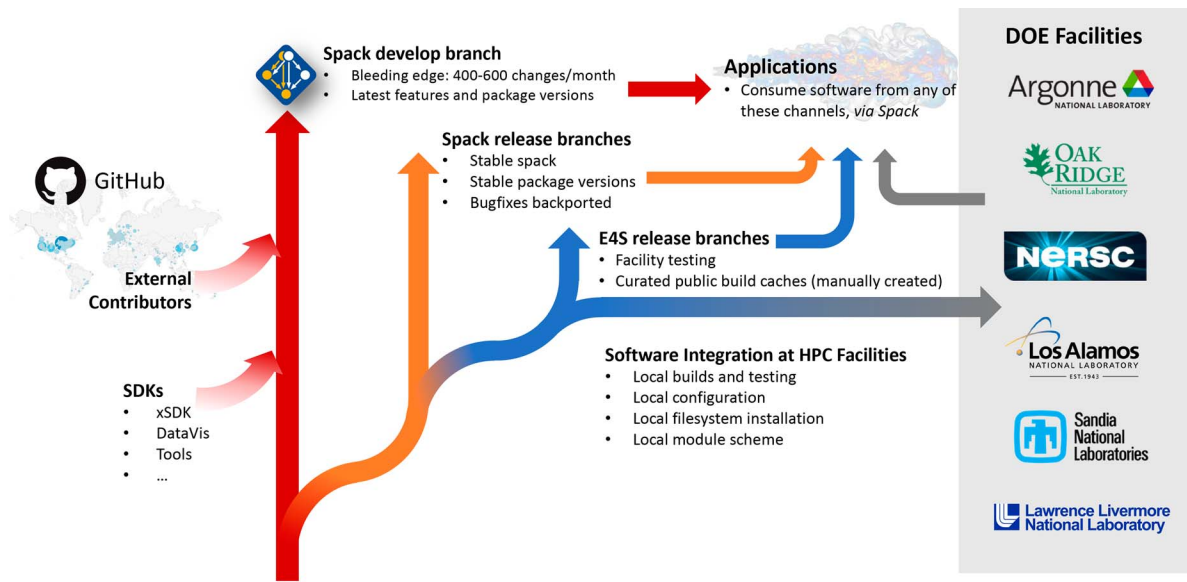 Spack develop branch
• Bleeding edge: 400-600 changes/month
• Latest features and package versions
Applications
• Consume software from any of
these channels, via Spack
DOE Facilities
Argonne
NATIONAL LABORATORY
Spack release branches
• Stable spack
• Stable package versions
• Bugfixes backported
OAK
RIDGE
National Laboratory
GitHub
External
Contributors
E4S release branches
• Facility testing
• Curated public build caches (manually created)
NERSC
Software Integration at HPC Facilities
• Local builds and testing
• Local configuration
• Local filesystem installation
• Local module scheme
Los Alamos
NATIONAL LABORATORY
EST.1943
SDKs
• xSDK
• DataVis
• Tools
• ...
Sandia
National
Laboratories
Lawrence Livermore
National Laboratory